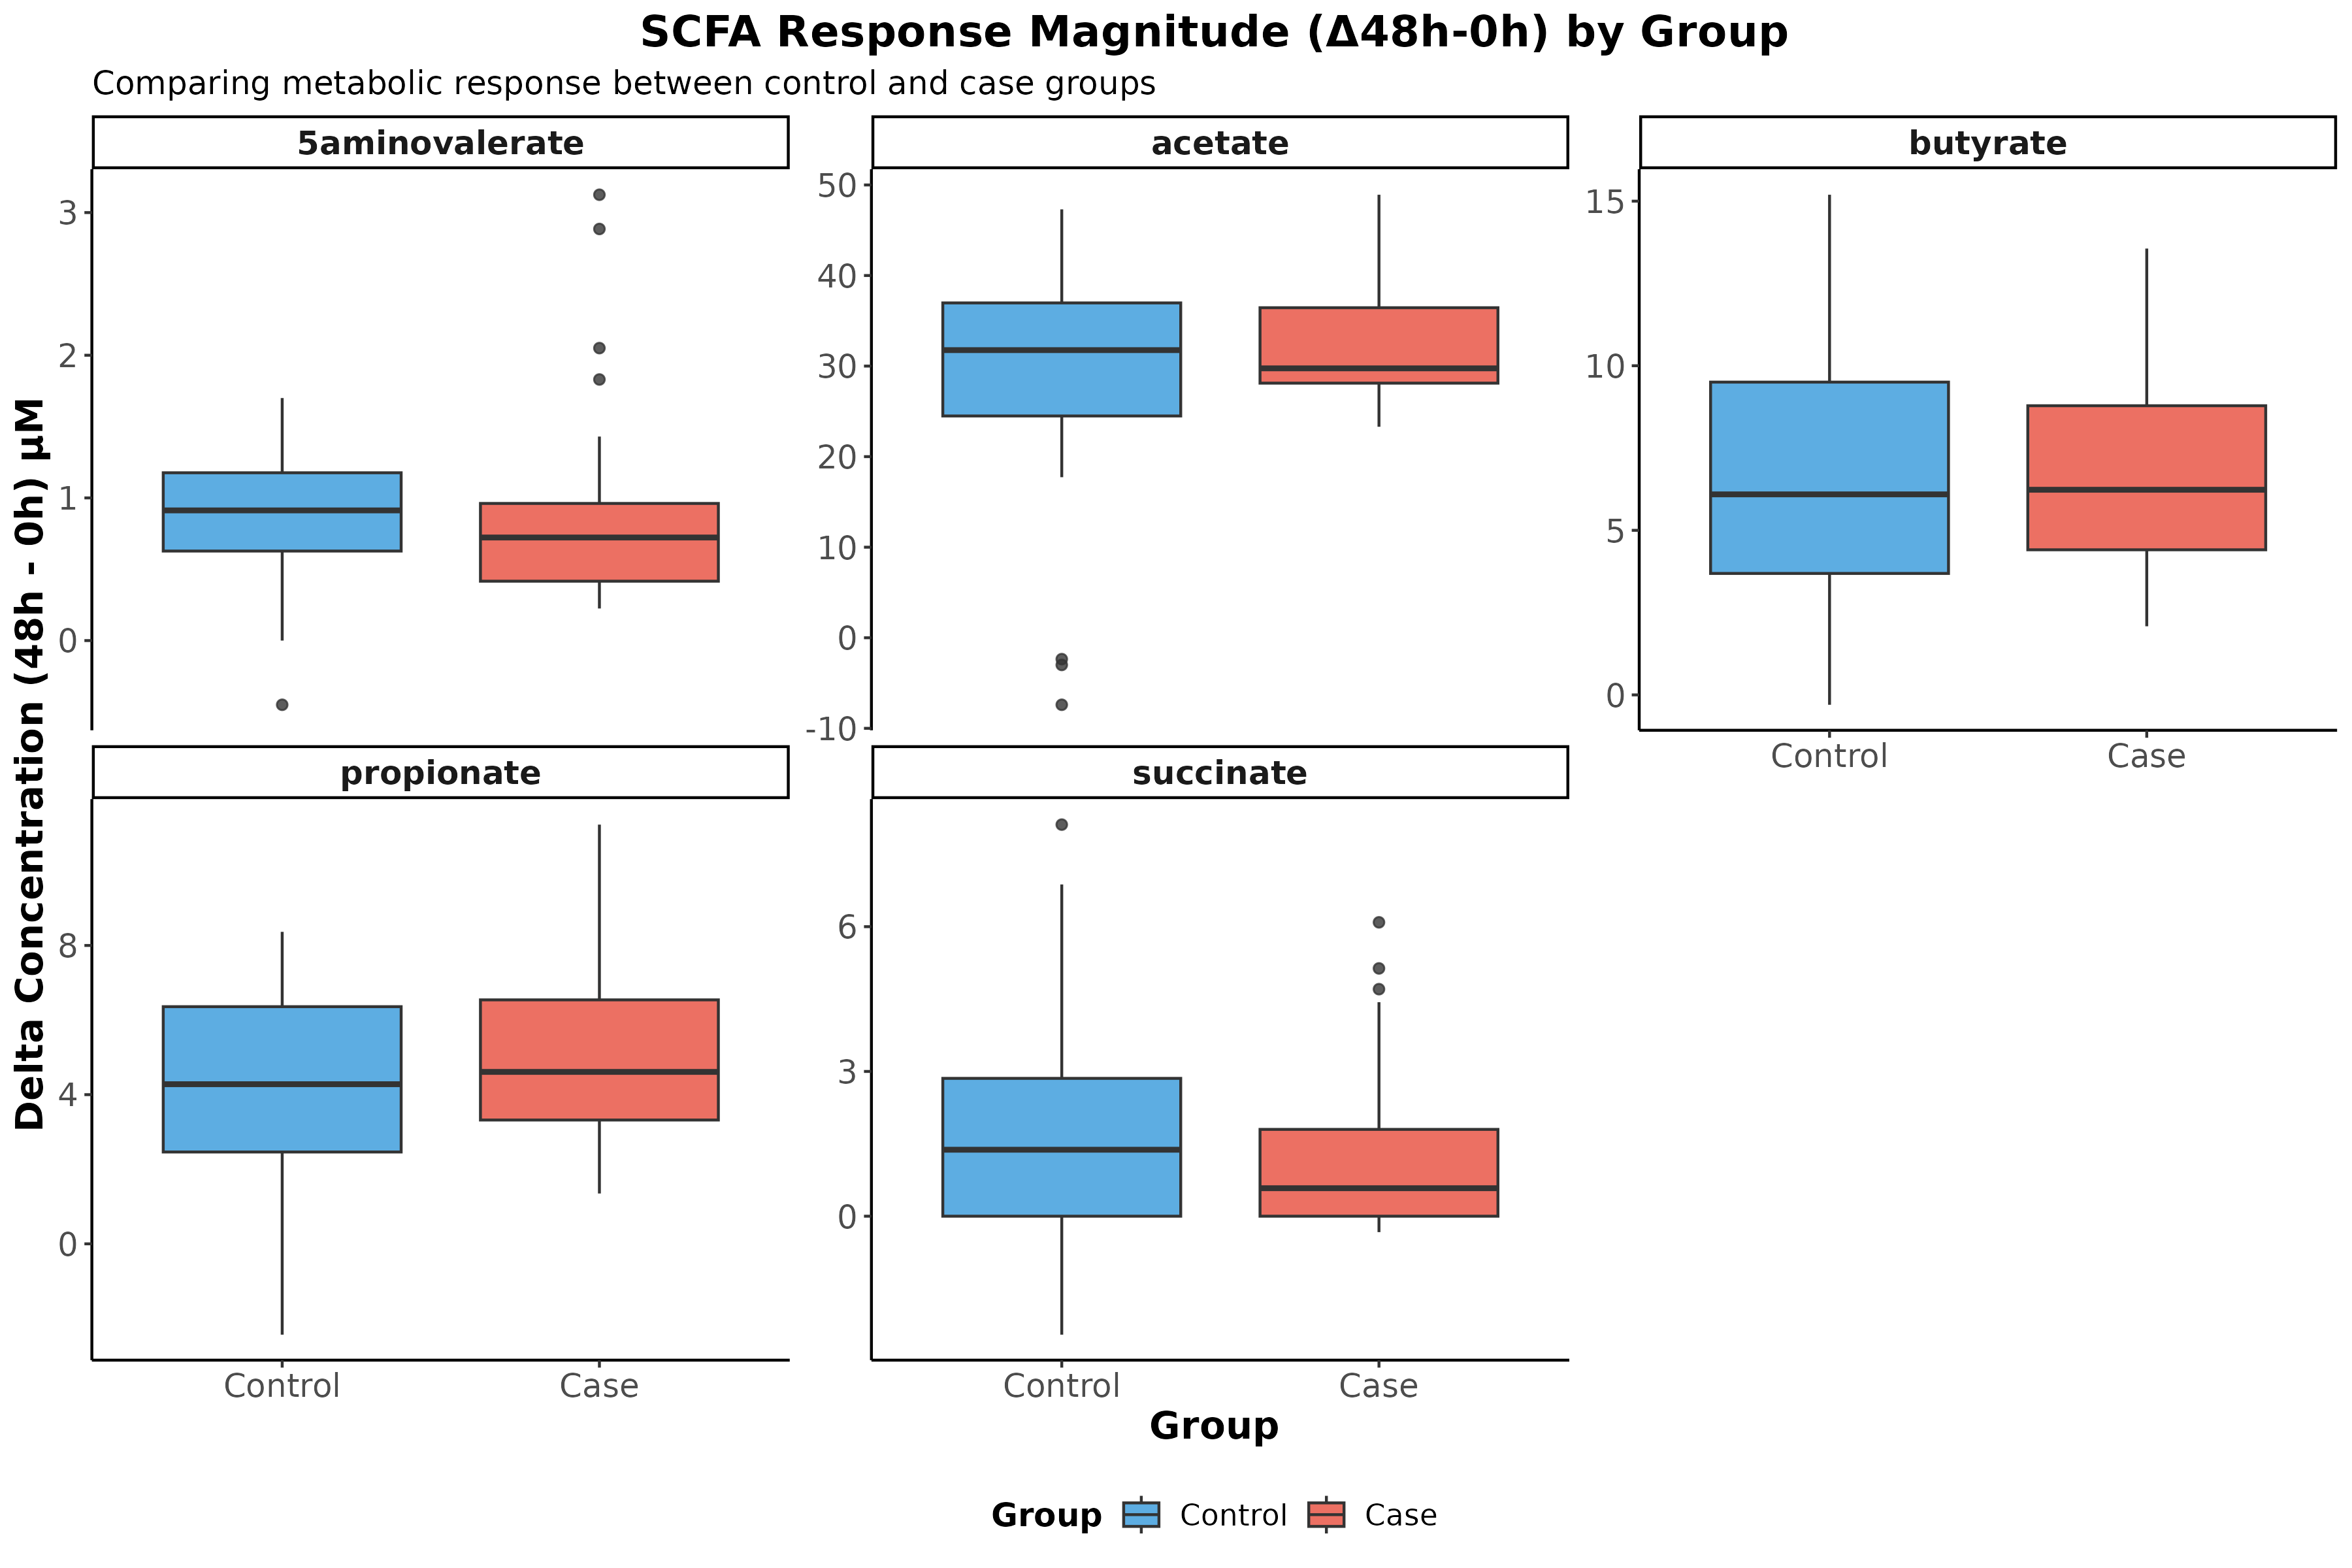 SCFA Response Magnitude (Δ48h-0h) by Group
Comparing metabolic response between control and case groups
Delta Concentration (48h - 0h) µM
5aminovalerate
3
2
1
0
acetate
50
40
30
20
10
0
-10
butyrate
15
10
5
0
Control Case
propionate
8
4
0
Control Case
succinate
6
3
0
Control Case
Group
Group Control Case